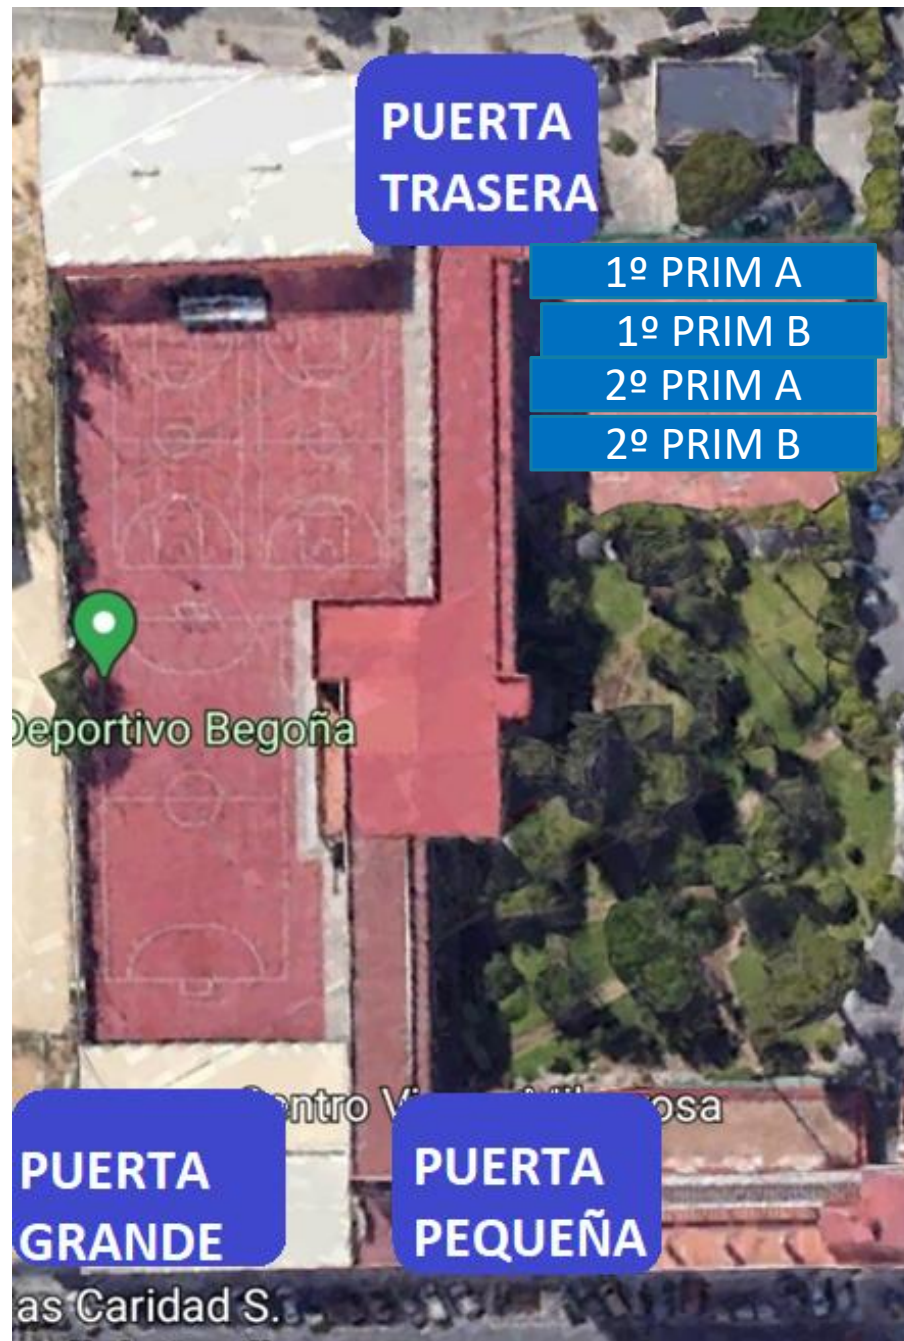 PUERTA
TRASERA
1º PRIM A
1º PRIM B
2º PRIM A
2º PRIM B
Deportivo Begoña
PUERTA
GRANDE
PUERTA
PEQUEÑA
as Caridad S.